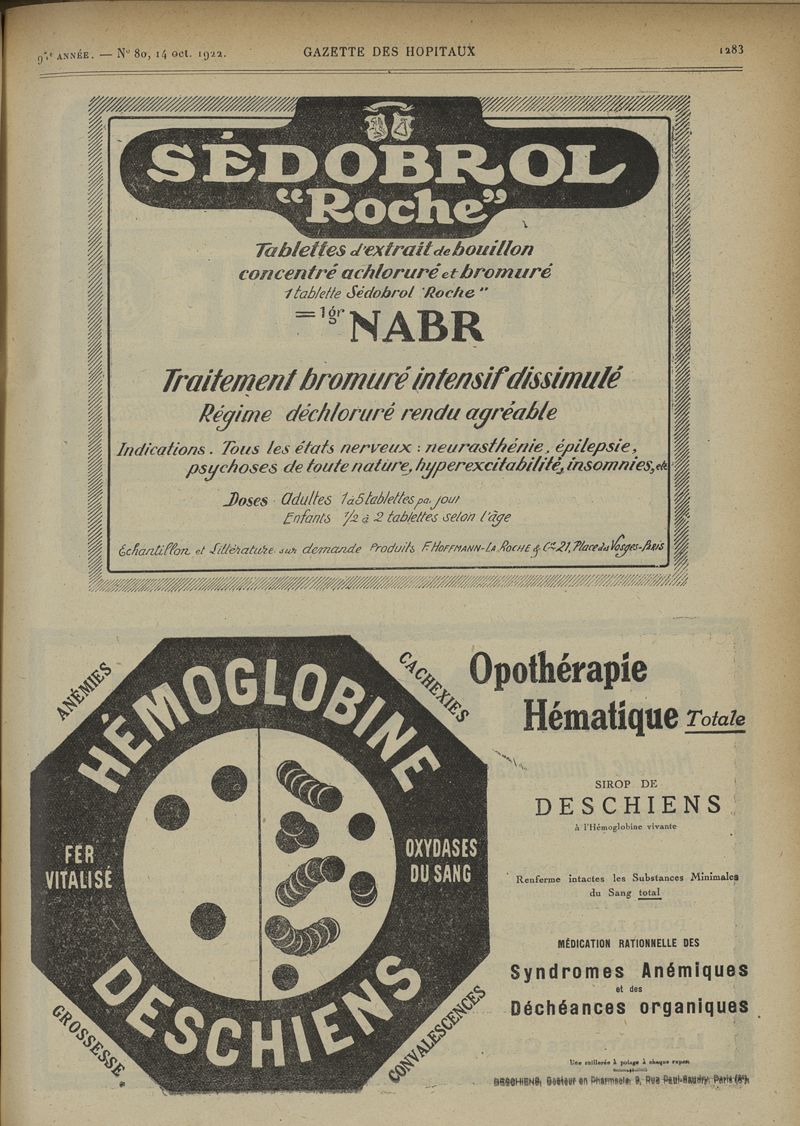 95e ANNÉE. — No 80, 14 oct. 1922.
GAZETTE DES HOPITAUX
1283
SÉDOBROL
"Roche"
Tablettes d'extrait de bouillon
concentré achloruré et bromuré
1 tablette Sédobrol "Roche"
= 1gr NABR
Traitement bromuré intensif dissimulé
Régime déchloruré rendu agréable
Indications. Tous les états nerveux : neurasthénie, épilepsie,
psychoses de toute nature, hyperexcitabilité, insomnies, etc.
Doses. Adultes 1 à 5 tablettes par jour
Enfants 1/2 à 2 tablettes selon l'âge
Échantillon et Littérature sur demande Produits F. HOFFMANN-LA ROCHE & Cie 21, Place des Vosges-PARIS
ANÉMIES
CACHEXIES
HÉMOGLOBINE
FER
VITALISÉ
OXYDASES
DU SANG
DESCHIENS
GROSSESSE
CONVALESCENCES
Opothérapie
Hématique Totale
SIROP DE
DESCHIENS
à l'Hémoglobine vivante
Renferme intactes les Substances Minimales
du Sang total
MÉDICATION RATIONNELLE DES
Syndromes Anémiques
et des
Déchéances organiques
Une cuillerée à potage à chaque repas
DESCHIENS, Docteur en Pharmacie, 9, Rue Paul-Baudry, Paris (8e).